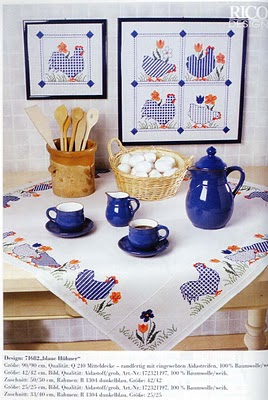 RICO
DESIGN
Design: 71682 „blaue Hühner"
Größe: 90/90 cm, Qualität: Q 210 Mitteldecke – randfertig mit eingewebten Aidastreifen, 100% Baumwolle/w
Größe: 42/42 cm, Bild, Qualität: Aidastoff/grob, Art.-Nr. 172321197, 100% Baumwolle/weiß,
Zuschnitt: 50/50 cm, Rahmen: B 1304 dunkelblau, Größe: 42/42
Größe: 25/25 cm, Bild, Qualität: Aidastoff/grob, Art.-Nr. 172321197, 100% Baumwolle/weiß,
Zuschnitt: 33/40 cm, Rahmen: B 1304 dunkelblau, Größe: 25/25